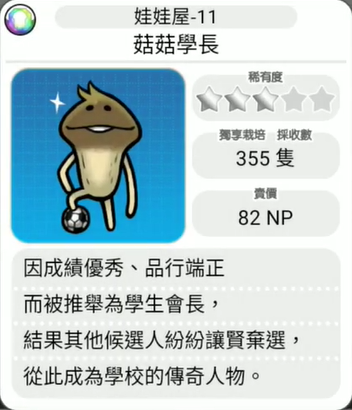 娃娃屋-11
菇菇學長
稀有度
獨享栽培 採收數
355 隻
賣價
82 NP
因成績優秀、品行端正
而被推舉為學生會長，
結果其他候選人紛紛讓賢棄選，
從此成為學校的傳奇人物。